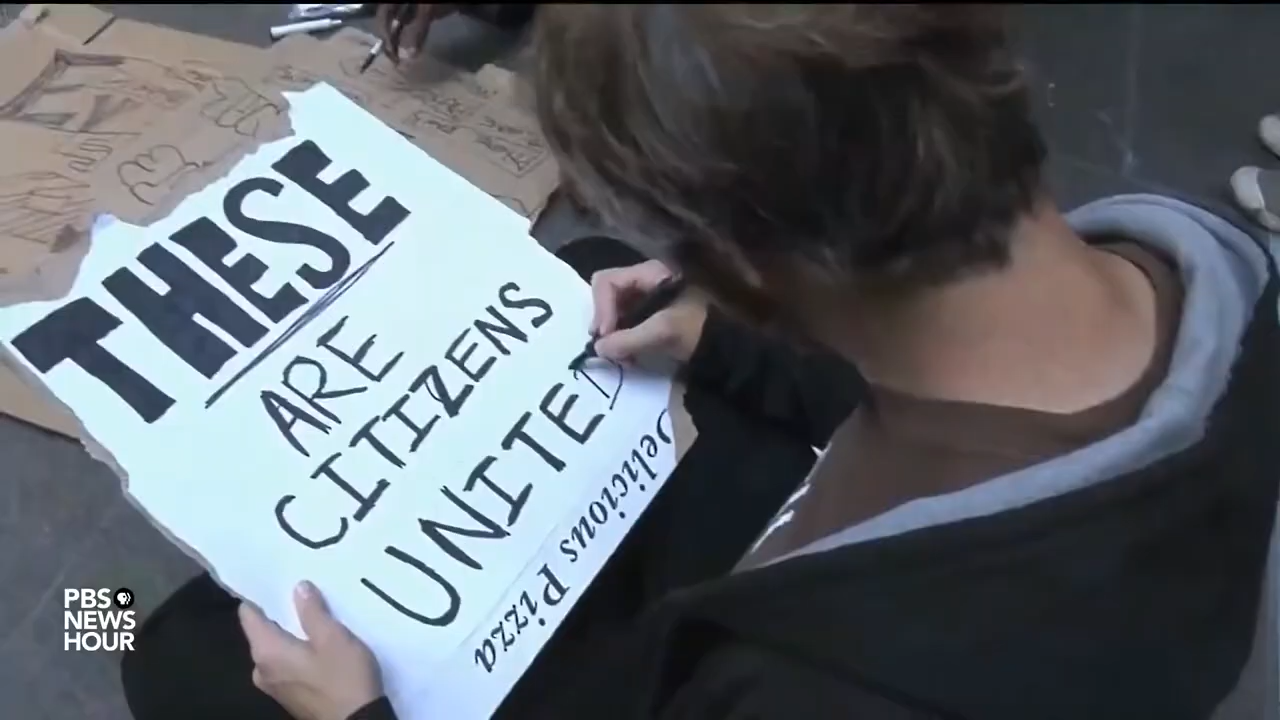 THESE
ARE
CITIZENS
UNITED
Delicious Pizza
PBS
NEWS
HOUR